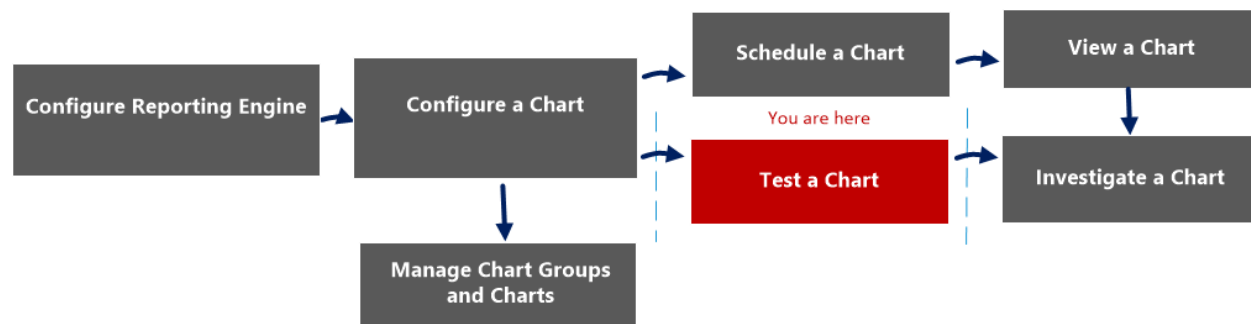 Configure Reporting Engine
Configure a Chart
Schedule a Chart
View a Chart
You are here
Test a Chart
Investigate a Chart
Manage Chart Groups
and Charts